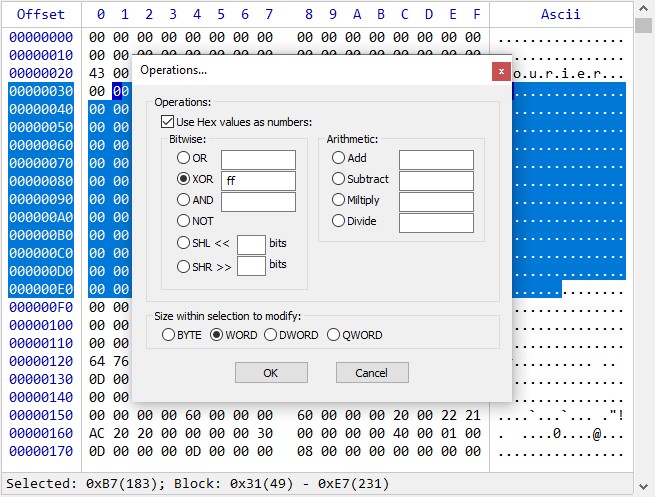 Offset 0 1 2 3 4 5 6 7 8 9 A B C D E F Ascii
00000000 00 00 00 00 00 00 00 00 00 00 00 00 00 00 00 00 ................
00000010 00 00
00000020 43 00 o.u.r.i.e.r...
00000030 00 00
00000040 00 00
00000050 00 00
00000060 00 00
00000070 00 00
00000080 00 00
00000090 00 00
000000A0 00 00
000000B0 00 00
000000C0 00 00
000000D0 00 00
000000E0 00 00
000000F0 00 00
00000100 00 00
00000110 00 00
00000120 64 76
00000130 0D 00
00000140 00 00
00000150 00 00 00 00 60 00 00 00 60 00 00 00 20 00 22 21 ....`...`... ."!
00000160 AC 20 20 00 00 00 00 30 00 00 00 00 40 00 01 00 .  ....0....@...
00000170 0D 00 00 00 0D 00 00 00 08 00 00 00 00 00 00 00 ................
Operations...
x
Operations:
Use Hex values as numbers:
Bitwise:
OR
XOR ff
AND
NOT
SHL << bits
SHR >> bits
Arithmetic:
Add
Subtract
Miltiply
Divide
Size within selection to modify:
BYTE WORD DWORD QWORD
OK Cancel
Selected: 0xB7(183); Block: 0x31(49) - 0xE7(231)